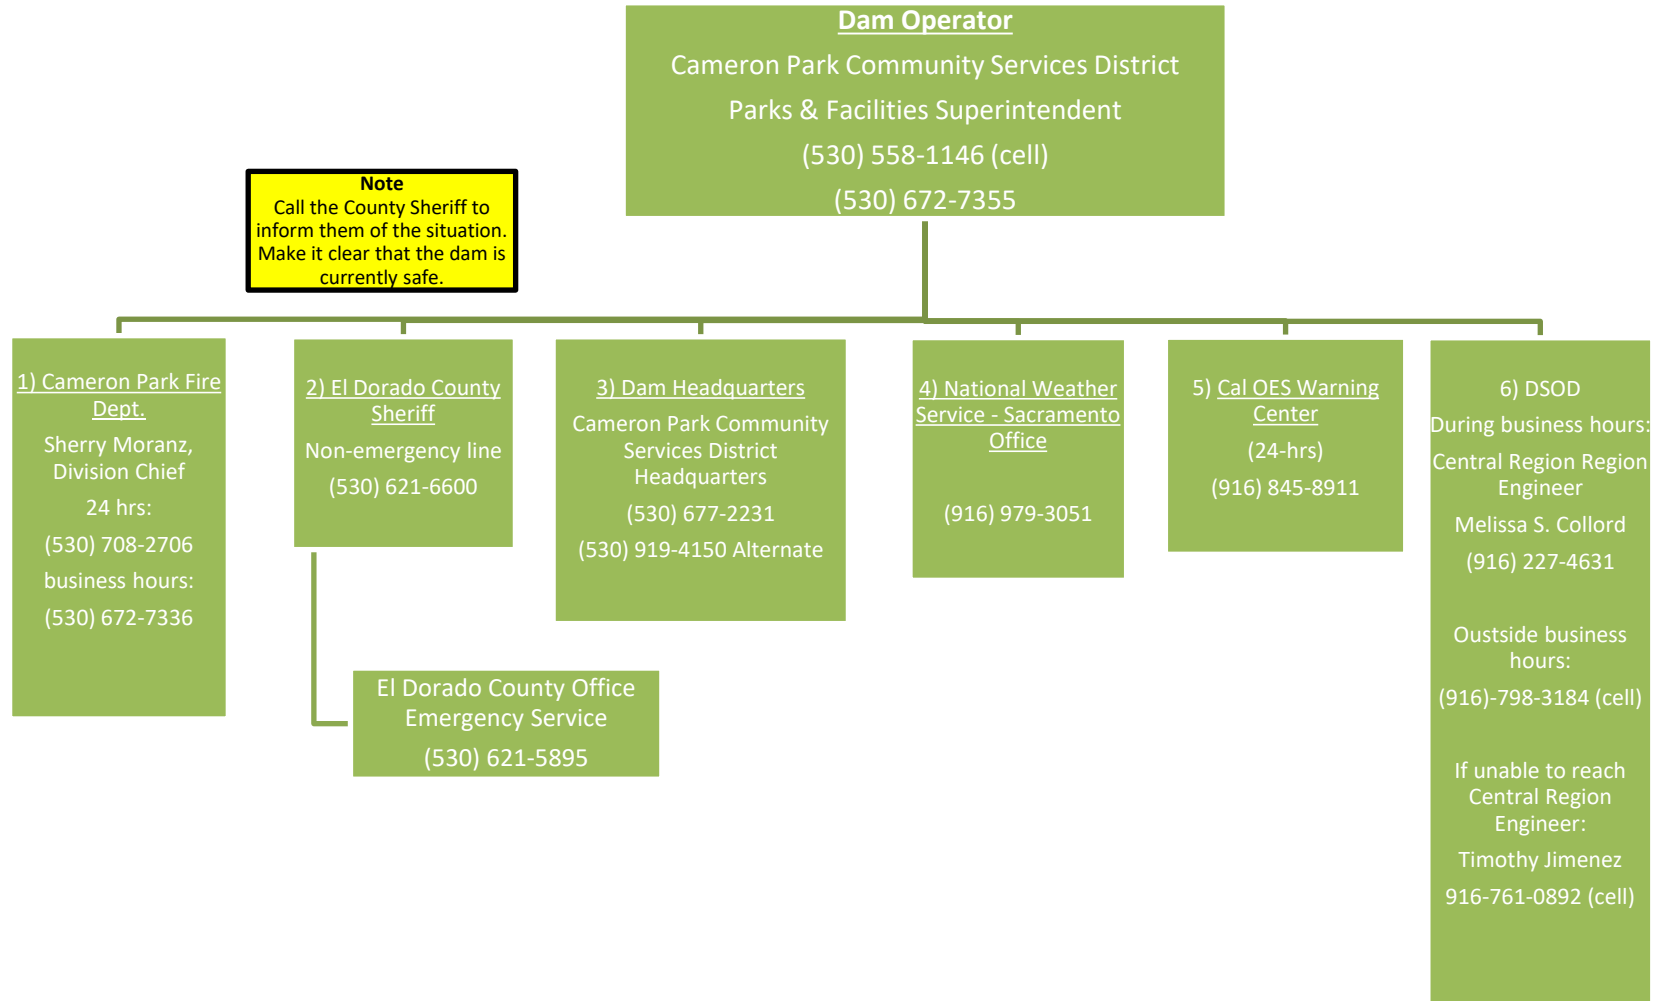 Dam Operator
Cameron Park Community Services District
Parks & Facilities Superintendent
(530) 558-1146 (cell)
(530) 672-7355
Note
Call the County Sheriff to
inform them of the situation.
Make it clear that the dam is
currently safe.
1) Cameron Park Fire
Dept.
Sherry Moranz,
Division Chief
24 hrs:
(530) 708-2706
business hours:
(530) 672-7336
2) El Dorado County
Sheriff
Non-emergency line
(530) 621-6600
El Dorado County Office
Emergency Service
(530) 621-5895
3) Dam Headquarters
Cameron Park Community
Services District
Headquarters
(530) 677-2231
(530) 919-4150 Alternate
4) National Weather
Service - Sacramento
Office
(916) 979-3051
5) Cal OES Warning
Center
(24-hrs)
(916) 845-8911
6) DSOD
During business hours:
Central Region Region
Engineer
Melissa S. Collord
(916) 227-4631
Oustside business
hours:
(916)-798-3184 (cell)
If unable to reach
Central Region
Engineer:
Timothy Jimenez
916-761-0892 (cell)